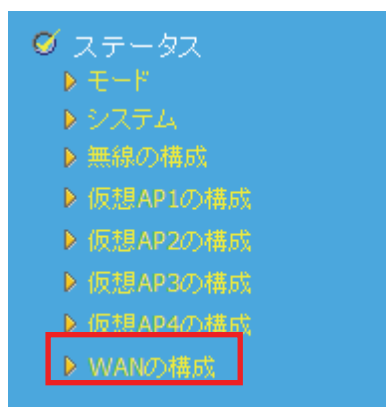 ステータス
モード
システム
無線の構成
仮想AP1の構成
仮想AP2の構成
仮想AP3の構成
仮想AP4の構成
WANの構成